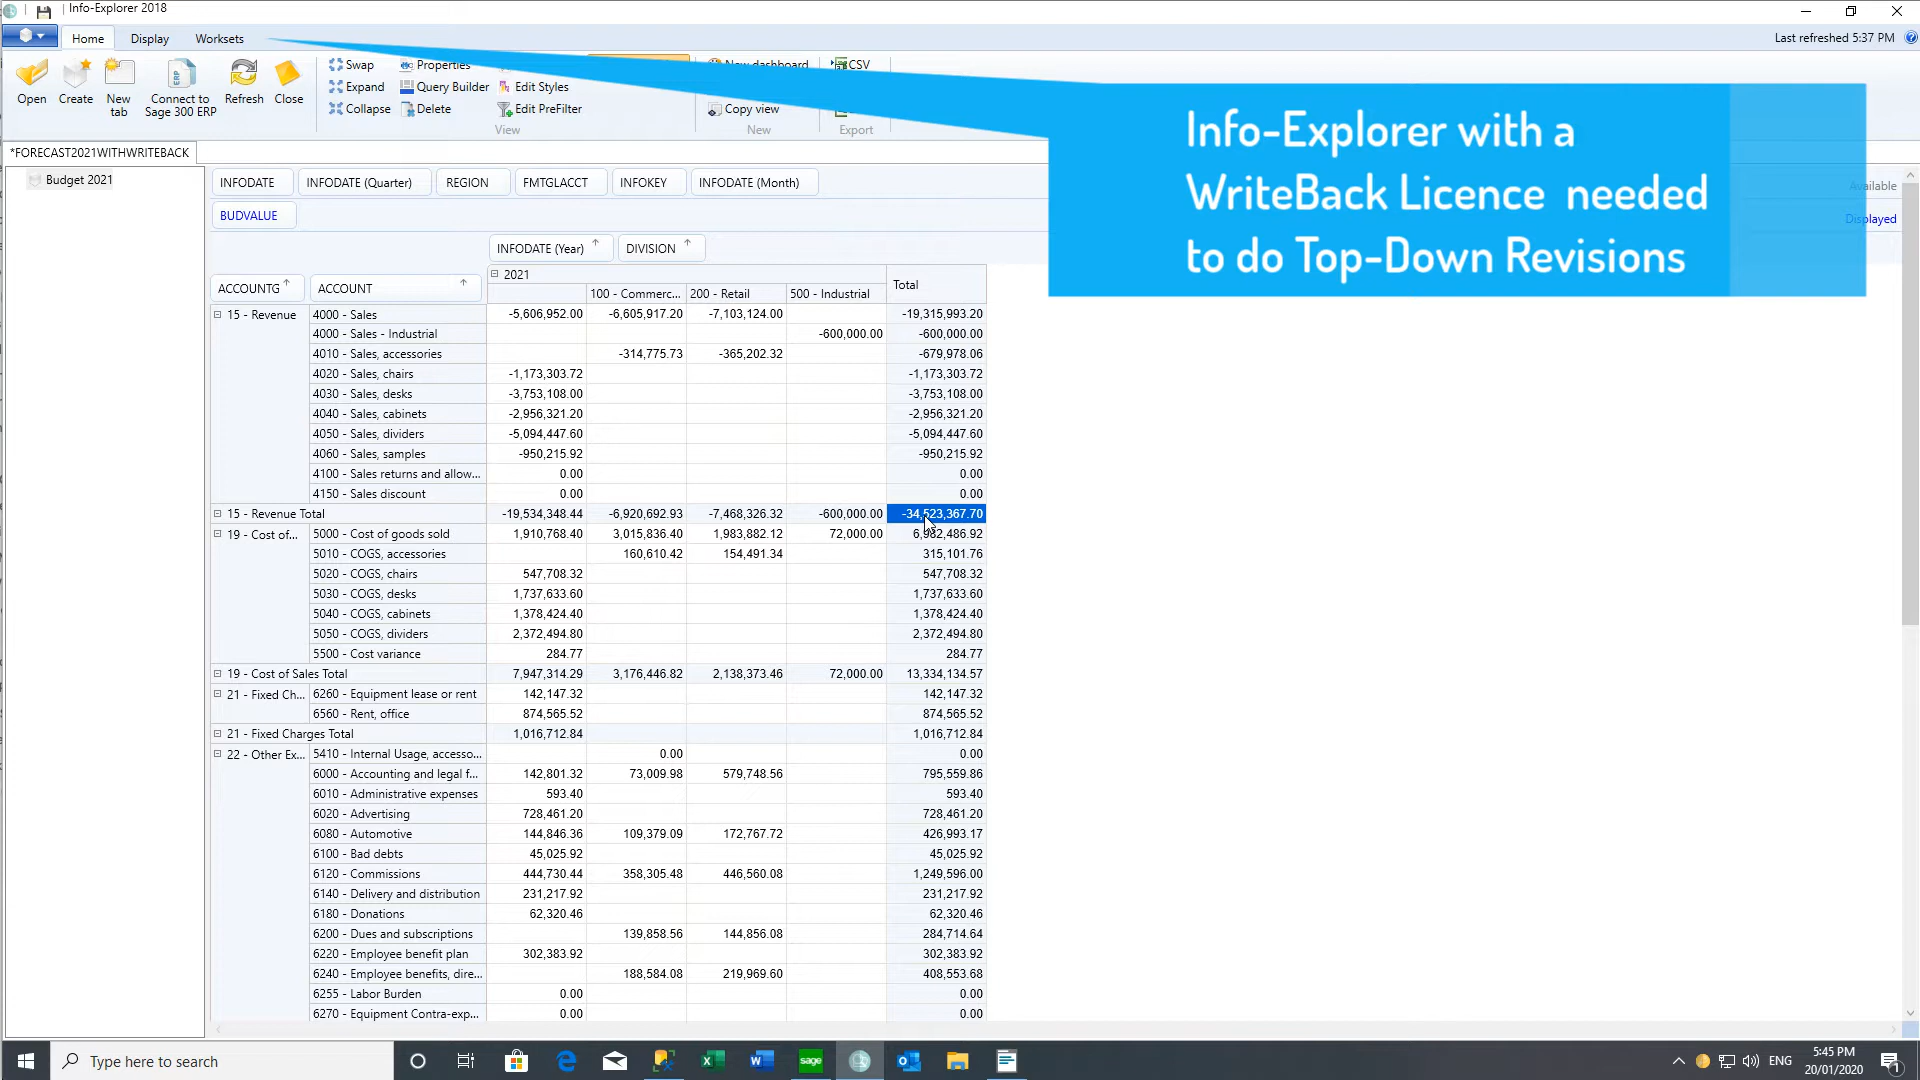 Info-Explorer 2018
Home Display Worksets
Last refreshed 5:37 PM
Open
Create
New
tab
Connect to
Sage 300 ERP
Refresh
Close
Swap
Expand
Collapse
Properties
Query Builder
Delete
Edit Styles
Edit PreFilter
View
New dashboard
Copy view
New
CSV
Export
Info-Explorer with a
WriteBack Licence needed
to do Top-Down Revisions
*FORECAST2021WITHWRITEBACK
Budget 2021
INFODATE INFODATE (Quarter) REGION FMTGLACCT INFOKEY INFODATE (Month)
Available
BUDVALUE
Displayed
INFODATE (Year) DIVISION
ACCOUNTG ACCOUNT
2021 Total
100 - Commerc... 200 - Retail 500 - Industrial
15 - Revenue 4000 - Sales -5,606,952.00 -6,605,917.20 -7,103,124.00 -19,315,993.20
4000 - Sales - Industrial -600,000.00 -600,000.00
4010 - Sales, accessories -314,775.73 -365,202.32 -679,978.06
4020 - Sales, chairs -1,173,303.72 -1,173,303.72
4030 - Sales, desks -3,753,108.00 -3,753,108.00
4040 - Sales, cabinets -2,956,321.20 -2,956,321.20
4050 - Sales, dividers -5,094,447.60 -5,094,447.60
4060 - Sales, samples -950,215.92 -950,215.92
4100 - Sales returns and allow... 0.00 0.00
4150 - Sales discount 0.00 0.00
15 - Revenue Total -19,534,348.44 -6,920,692.93 -7,468,326.32 -600,000.00 -34,523,367.70
19 - Cost of... 5000 - Cost of goods sold 1,910,768.40 3,015,836.40 1,983,882.12 72,000.00 6,982,486.92
5010 - COGS, accessories 160,610.42 154,491.34 315,101.76
5020 - COGS, chairs 547,708.32 547,708.32
5030 - COGS, desks 1,737,633.60 1,737,633.60
5040 - COGS, cabinets 1,378,424.40 1,378,424.40
5050 - COGS, dividers 2,372,494.80 2,372,494.80
5500 - Cost variance 284.77 284.77
19 - Cost of Sales Total 7,947,314.29 3,176,446.82 2,138,373.46 72,000.00 13,334,134.57
21 - Fixed Ch... 6260 - Equipment lease or rent 142,147.32 142,147.32
6560 - Rent, office 874,565.52 874,565.52
21 - Fixed Charges Total 1,016,712.84 1,016,712.84
22 - Other Ex... 5410 - Internal Usage, accesso... 0.00 0.00
6000 - Accounting and legal f... 142,801.32 73,009.98 579,748.56 795,559.86
6010 - Administrative expenses 593.40 593.40
6020 - Advertising 728,461.20 728,461.20
6080 - Automotive 144,846.36 109,379.09 172,767.72 426,993.17
6100 - Bad debts 45,025.92 45,025.92
6120 - Commissions 444,730.44 358,305.48 446,560.08 1,249,596.00
6140 - Delivery and distribution 231,217.92 231,217.92
6180 - Donations 62,320.46 62,320.46
6200 - Dues and subscriptions 139,858.56 144,856.08 284,714.64
6220 - Employee benefit plan 302,383.92 302,383.92
6240 - Employee benefits, dire... 188,584.08 219,969.60 408,553.68
6255 - Labor Burden 0.00 0.00
6270 - Equipment Contra-exp... 0.00 0.00
Type here to search
sage
ENG
5:45 PM
20/01/2020
1